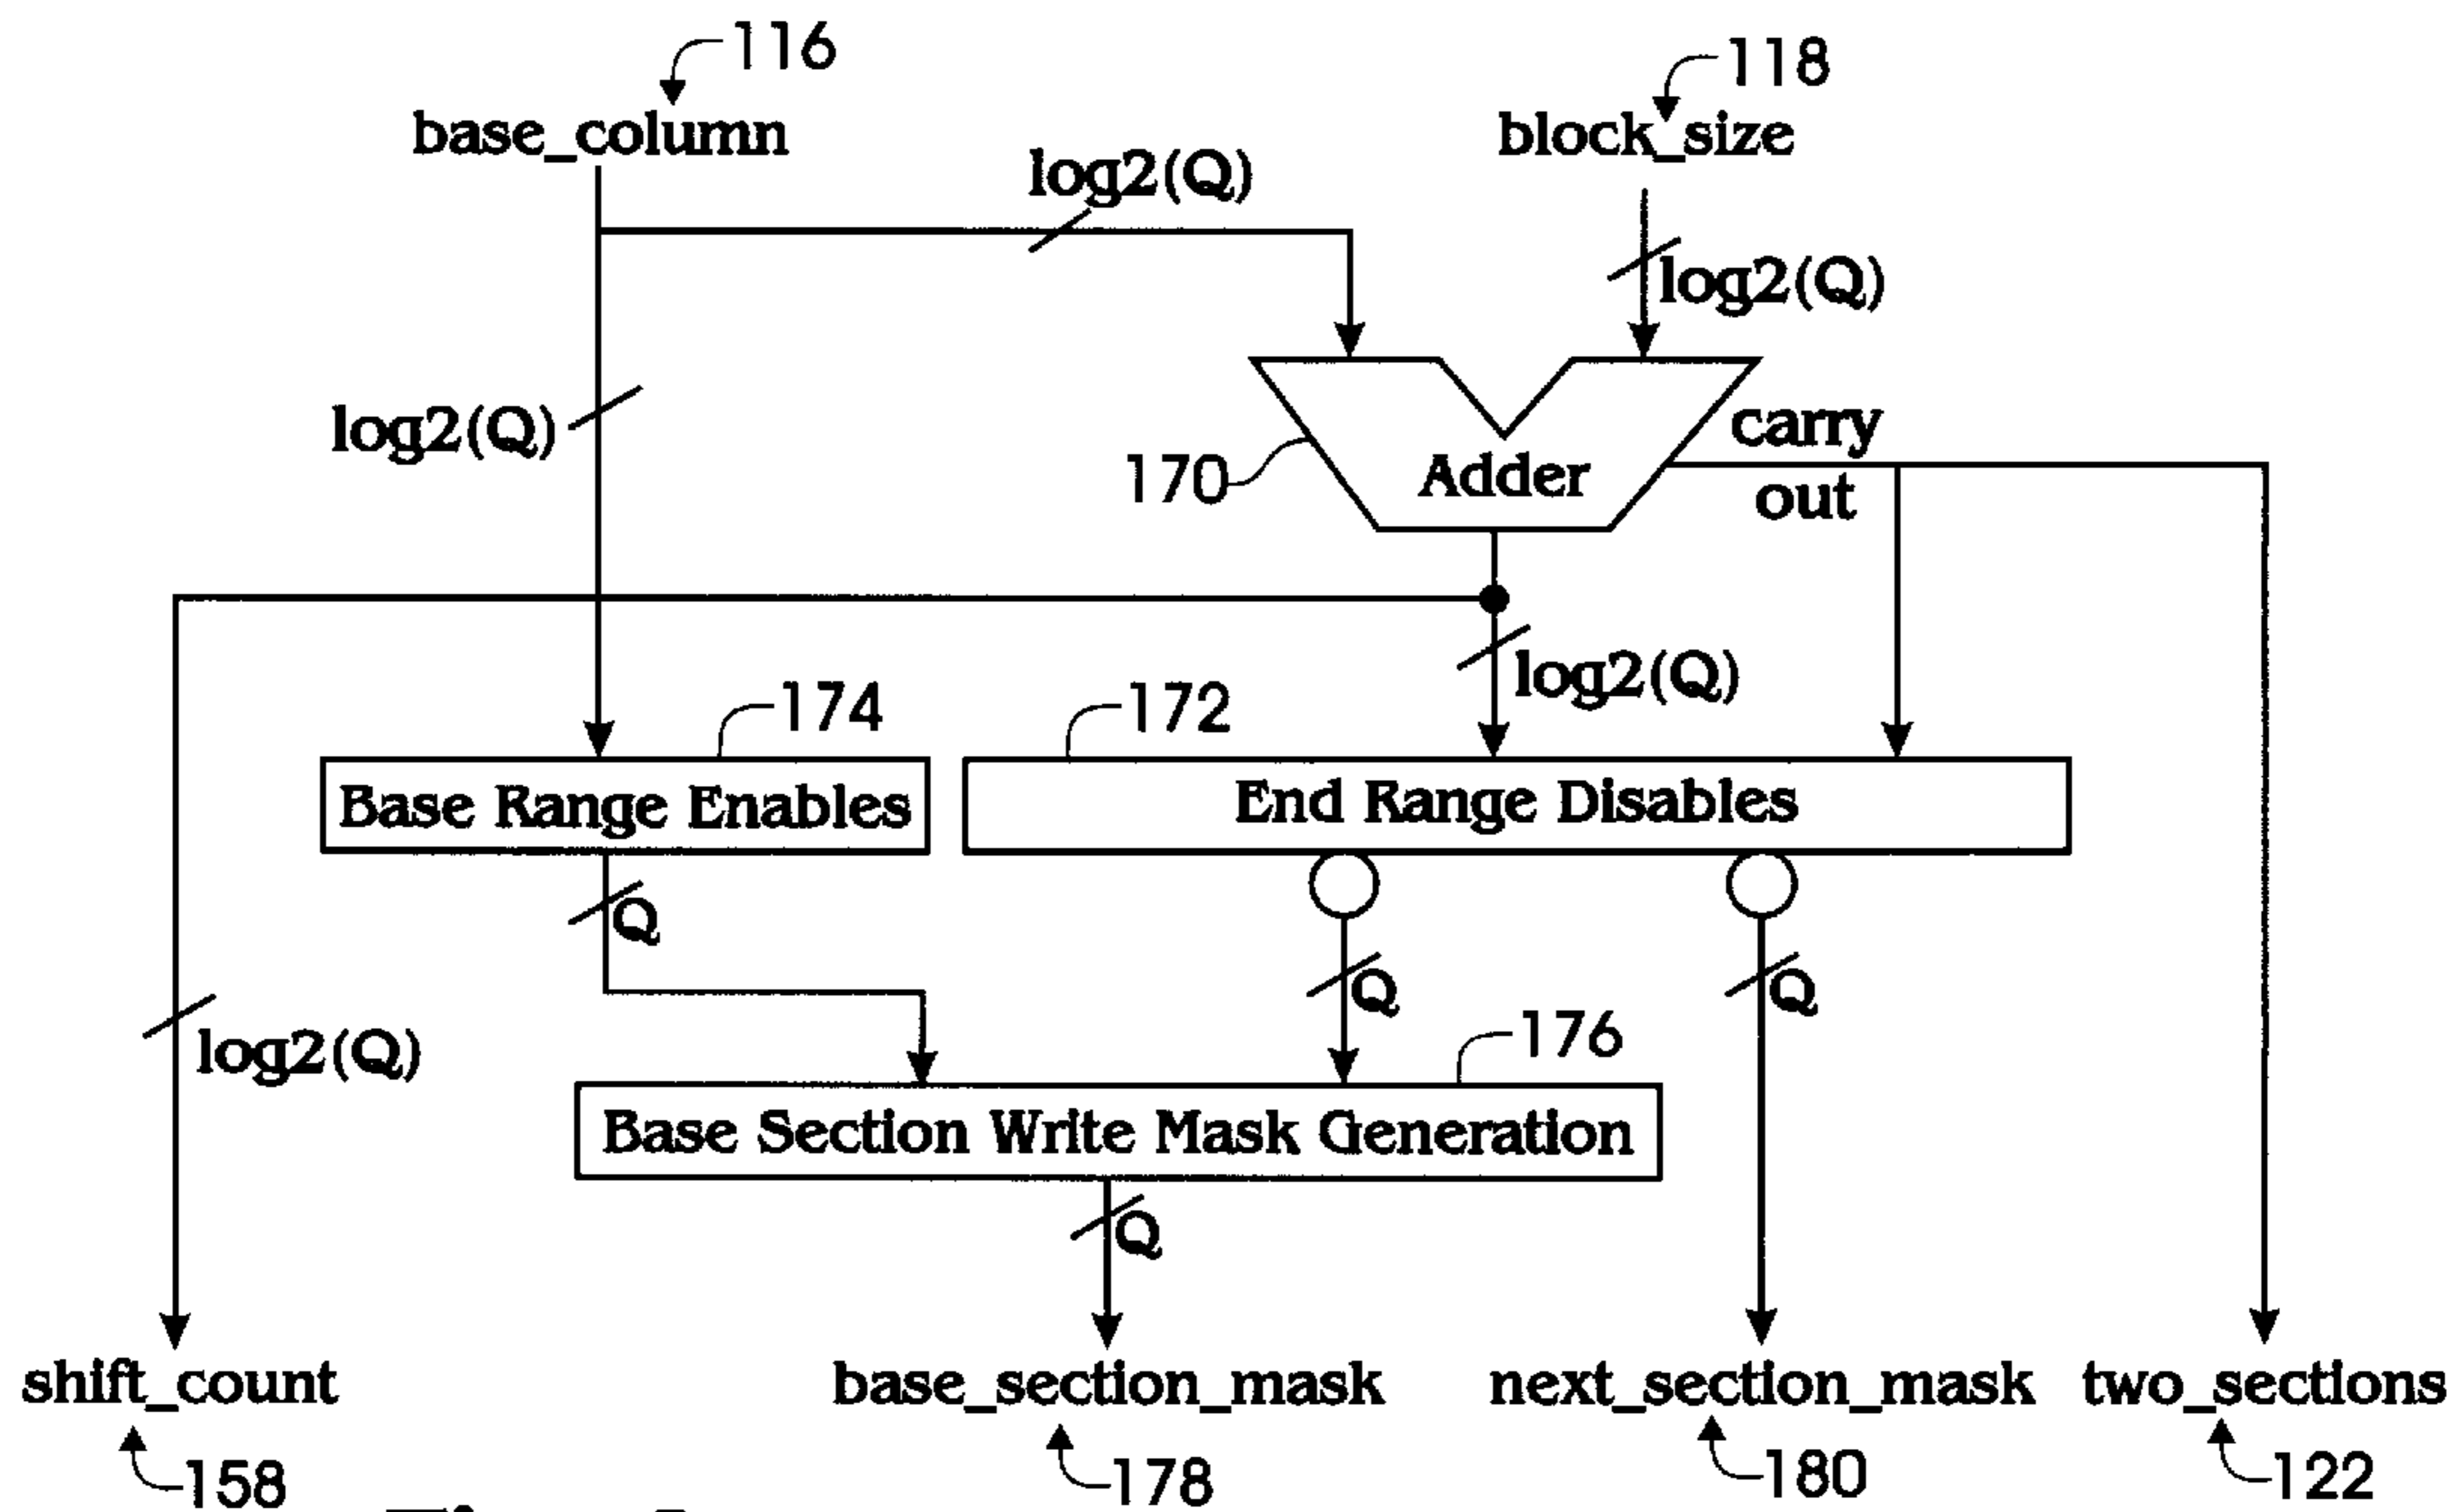 116
118
base_column
block_size
log2(Q)
log2(Q)
log2(Q)
carry
out
170
Adder
log2(Q)
174
172
Base Range Enables
End Range Disables
Q
Q
Q
log2(Q)
176
Base Section Write Mask Generation
Q
shift_count
base_section_mask
next_section_mask
two_sections
158
178
180
122